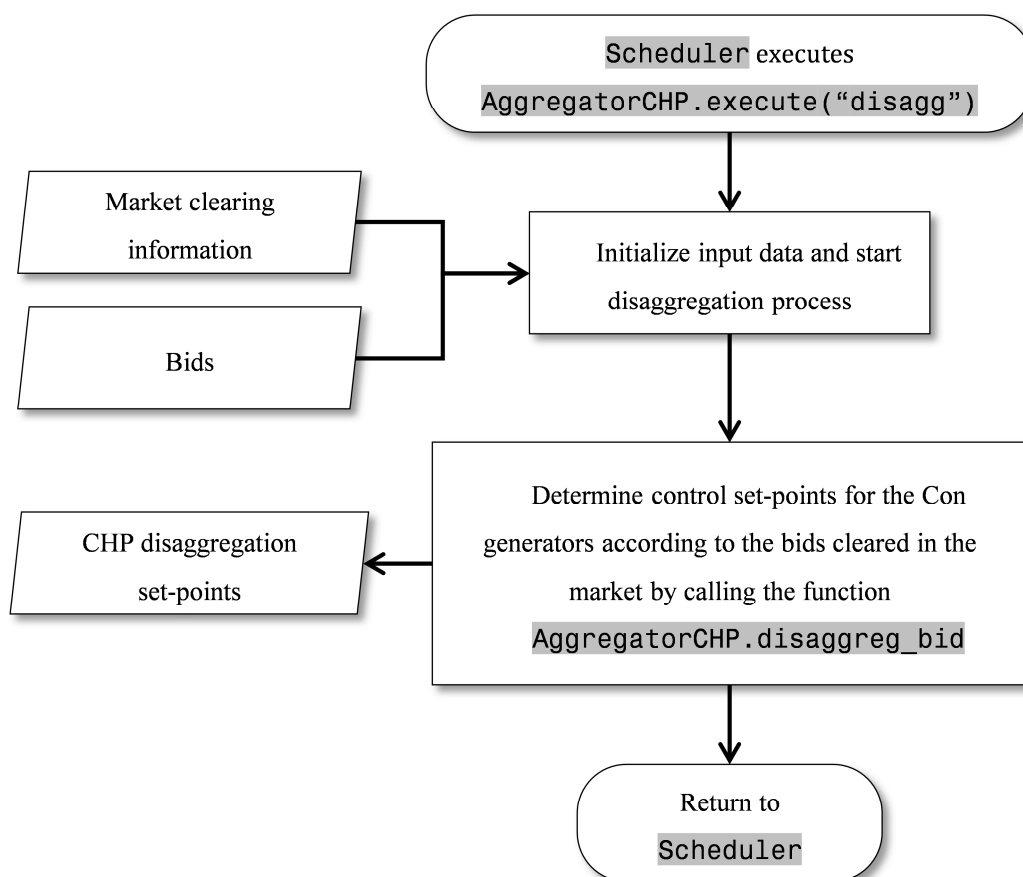 Scheduler executes
AggregatorCHP.execute(“disagg”)
Market clearing
information
Initialize input data and start
disaggregation process
Bids
Determine control set-points for the Con
generators according to the bids cleared in the
market by calling the function
AggregatorCHP.disaggreg_bid
CHP disaggregation
set-points
Return to
Scheduler